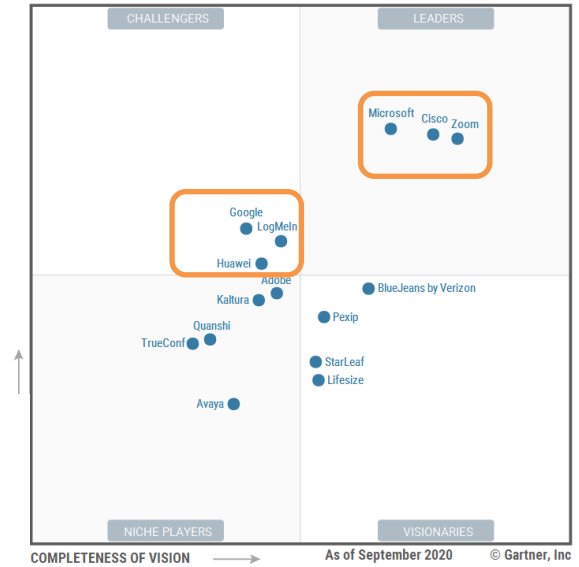 CHALLENGERS
LEADERS
Microsoft
Cisco
Zoom
Google
LogMeIn
Huawei
Adobe
Kaltura
BlueJeans by Verizon
Pexip
Quanshi
TrueConf
StarLeaf
Lifesize
Avaya
NICHE PLAYERS
VISIONARIES
COMPLETENESS OF VISION
As of September 2020
© Gartner, Inc